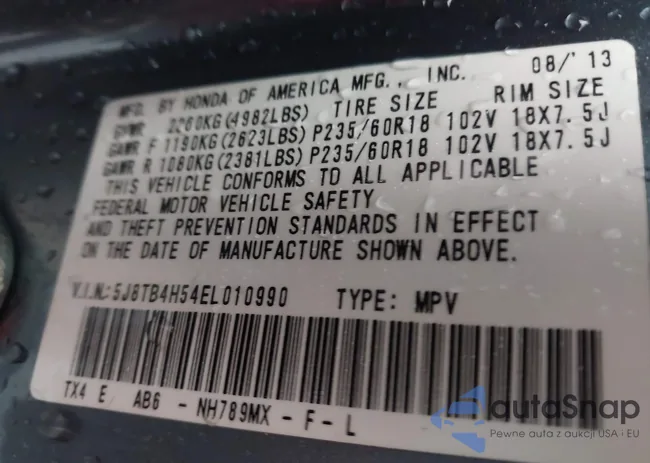 MFD. BY HONDA OF AMERICA MFG., INC. 08/'13
GVWR 2260KG(4982LBS) TIRE SIZE RIM SIZE
GAWR F 1190KG(2623LBS) P235/60R18 102V 18X7.5J
GAWR R 1080KG(2381LBS) P235/60R18 102V 18X7.5J
THIS VEHICLE CONFORMS TO ALL APPLICABLE
FEDERAL MOTOR VEHICLE SAFETY
AND THEFT PREVENTION STANDARDS IN EFFECT
ON THE DATE OF MANUFACTURE SHOWN ABOVE.
V.I.N.:5J8TB4H54EL010990 TYPE: MPV
TX4 E AB6 - NH789MX - F - L
autaSnap
Pewne auta z aukcji USA i EU